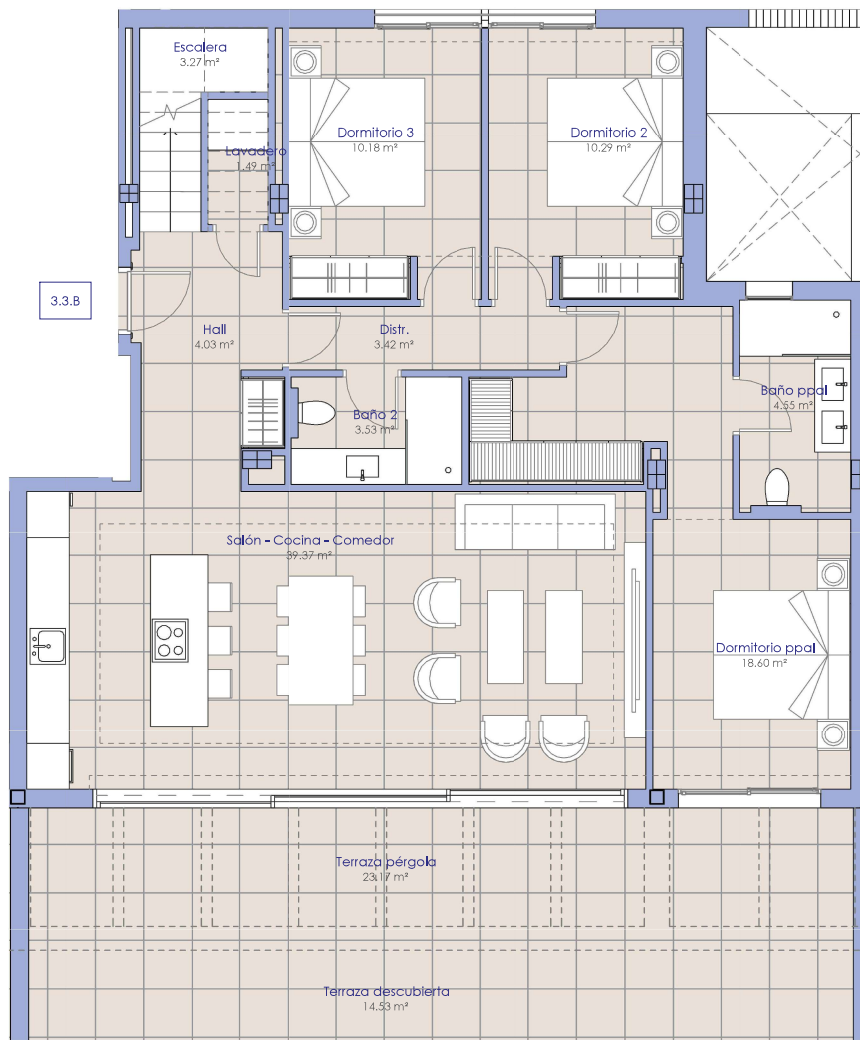 Escalera
3.27 m²
Lavadero
1.49 m²
Dormitorio 3
10.18 m²
Dormitorio 2
10.29 m²
3.3.B
Hall
4.03 m²
Distr.
3.42 m²
Baño 2
3.53 m²
Baño ppal
4.55 m²
Salón - Cocina - Comedor
39.37 m²
Dormitorio ppal
18.60 m²
Terraza pérgola
23.17 m²
Terraza descubierta
14.53 m²